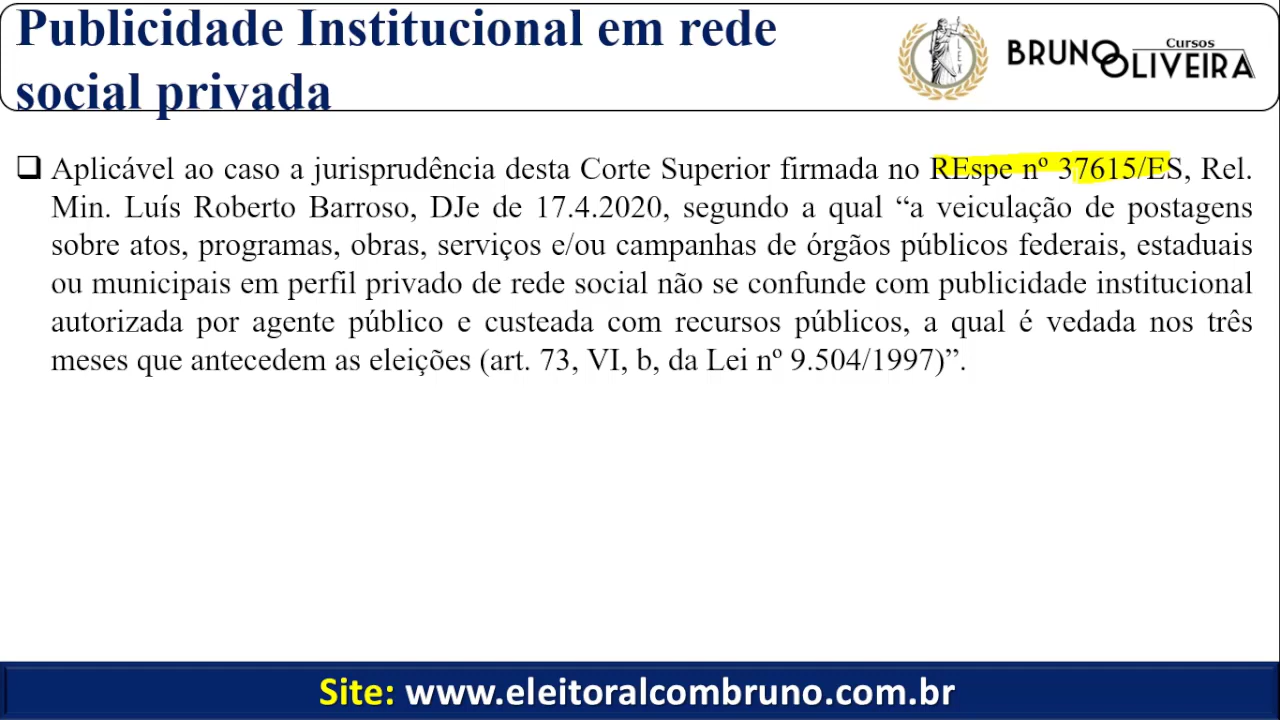 Publicidade Institucional em rede
social privada
LEX
Cursos
BRUNO
OLIVEIRA
❑ Aplicável ao caso a jurisprudência desta Corte Superior firmada no REspe nº 37615/ES, Rel.
Min. Luís Roberto Barroso, DJe de 17.4.2020, segundo a qual “a veiculação de postagens
sobre atos, programas, obras, serviços e/ou campanhas de órgãos públicos federais, estaduais
ou municipais em perfil privado de rede social não se confunde com publicidade institucional
autorizada por agente público e custeada com recursos públicos, a qual é vedada nos três
meses que antecedem as eleições (art. 73, VI, b, da Lei nº 9.504/1997)”.
Site: www.eleitoralcombruno.com.br